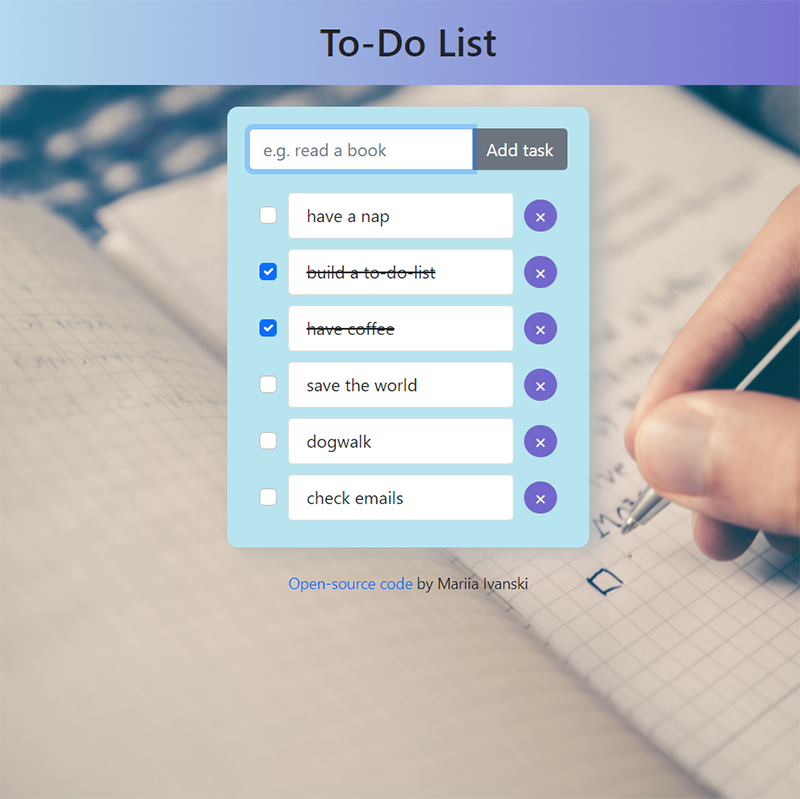 To-Do List
e.g. read a book
Add task
have a nap
build a to-do-list
have coffee
save the world
dogwalk
check emails
Open-source code by Mariia Ivanski